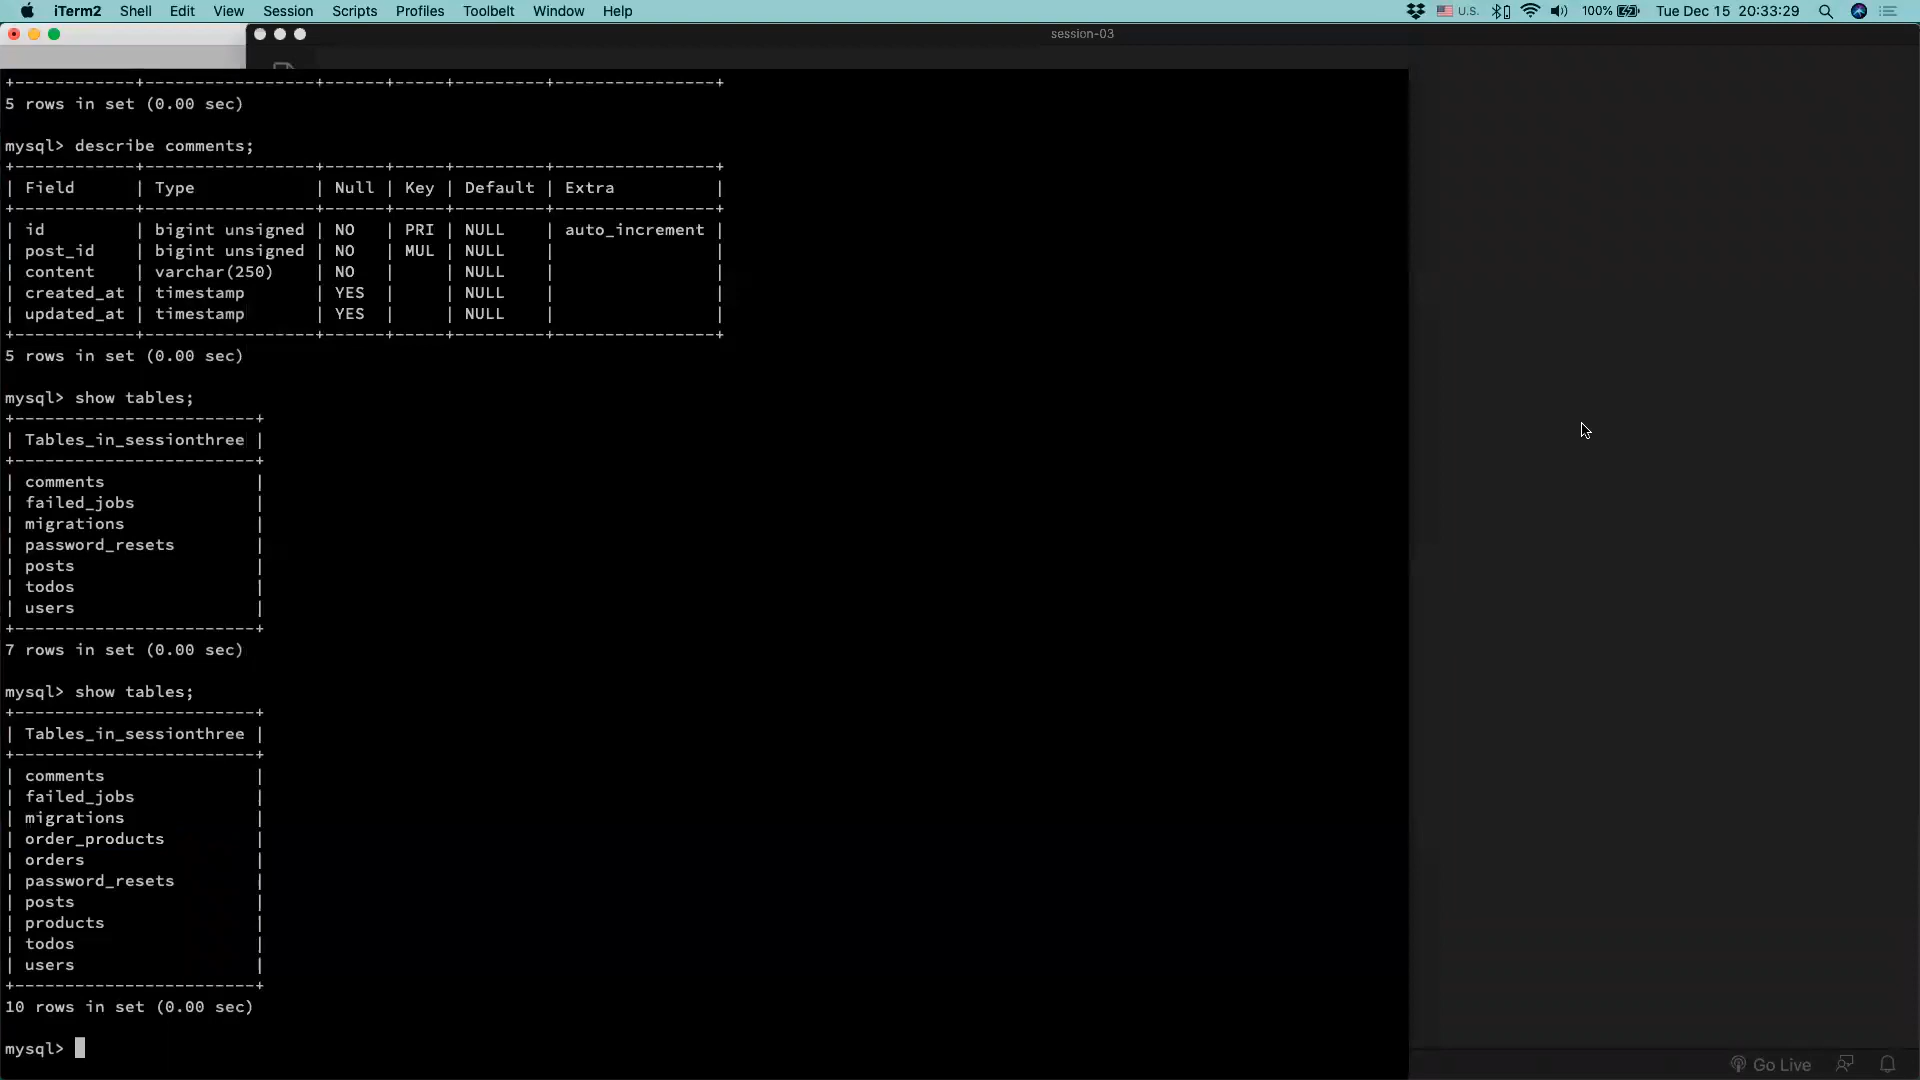 iTerm2 Shell Edit View Session Scripts Profiles Toolbelt Window Help U.S. 100% Tue Dec 15 20:33:29
session-03
+------------+-----------------+------+-----+---------+----------------+
5 rows in set (0.00 sec)
mysql> describe comments;
+------------+-----------------+------+-----+---------+----------------+
| Field      | Type            | Null | Key | Default | Extra          |
+------------+-----------------+------+-----+---------+----------------+
| id         | bigint unsigned | NO   | PRI | NULL    | auto_increment |
| post_id    | bigint unsigned | NO   | MUL | NULL    |                |
| content    | varchar(250)    | NO   |     | NULL    |                |
| created_at | timestamp       | YES  |     | NULL    |                |
| updated_at | timestamp       | YES  |     | NULL    |                |
+------------+-----------------+------+-----+---------+----------------+
5 rows in set (0.00 sec)
mysql> show tables;
+------------------------+
| Tables_in_sessionthree |
+------------------------+
| comments               |
| failed_jobs            |
| migrations             |
| password_resets        |
| posts                  |
| todos                  |
| users                  |
+------------------------+
7 rows in set (0.00 sec)
mysql> show tables;
+------------------------+
| Tables_in_sessionthree |
+------------------------+
| comments               |
| failed_jobs            |
| migrations             |
| order_products         |
| orders                 |
| password_resets        |
| posts                  |
| products               |
| todos                  |
| users                  |
+------------------------+
10 rows in set (0.00 sec)
mysql>
Go Live